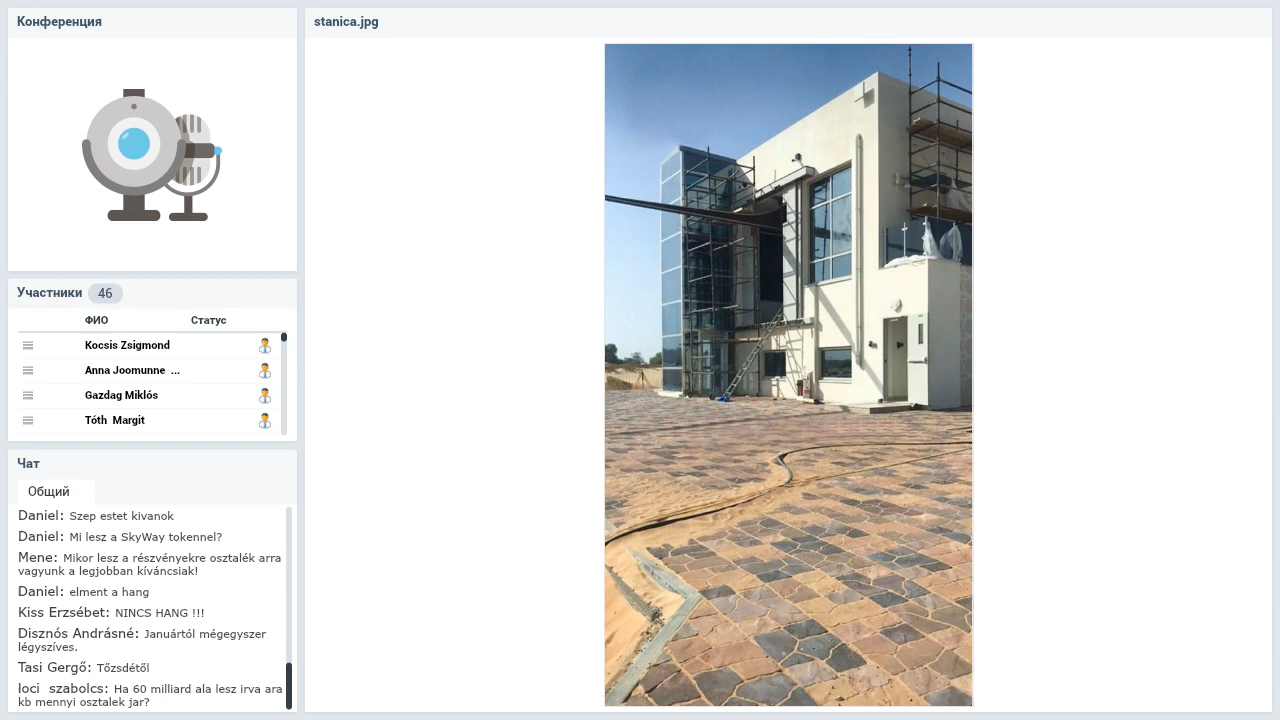 Конференция
stanica.jpg
Участники 46
ФИО Статус
Kocsis Zsigmond
Anna Joomunne ...
Gazdag Miklós
Tóth Margit
Чат
Общий
Daniel: Szep estet kivanok
Daniel: Mi lesz a SkyWay tokennel?
Mene: Mikor lesz a részvényekre osztalék arra
vagyunk a legjobban kíváncsiak!
Daniel: elment a hang
Kiss Erzsébet: NINCS HANG !!!
Disznós Andrásné: Januártól mégegyszer
légyszíves.
Tasi Gergő: Tőzsdétől
loci szabolcs: Ha 60 milliard ala lesz irva ara
kb mennyi osztalek jar?